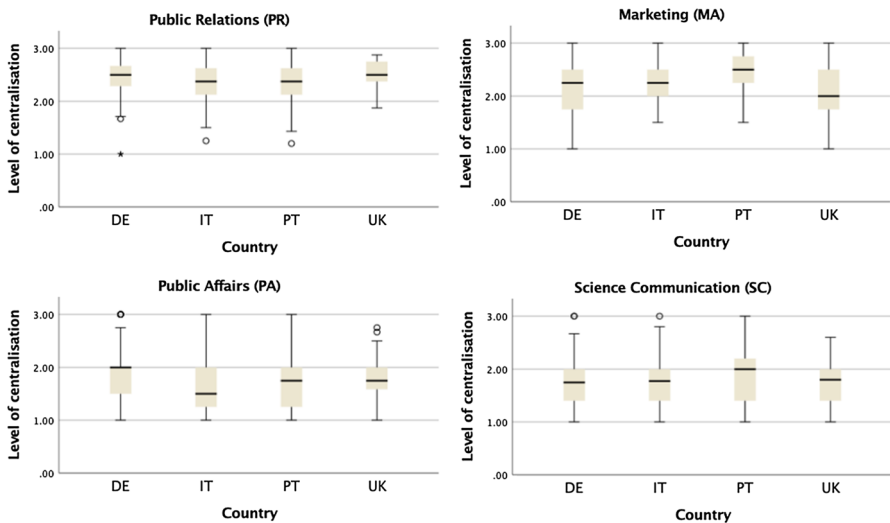 Public Relations (PR)
Level of centralisation
3.00
2.00
1.00
.00
DE IT PT UK
Country
Marketing (MA)
Level of centralisation
3.00
2.00
1.00
.00
DE IT PT UK
Country
Public Affairs (PA)
Level of centralisation
3.00
2.00
1.00
.00
DE IT PT UK
Country
Science Communication (SC)
Level of centralisation
3.00
2.00
1.00
.00
DE IT PT UK
Country